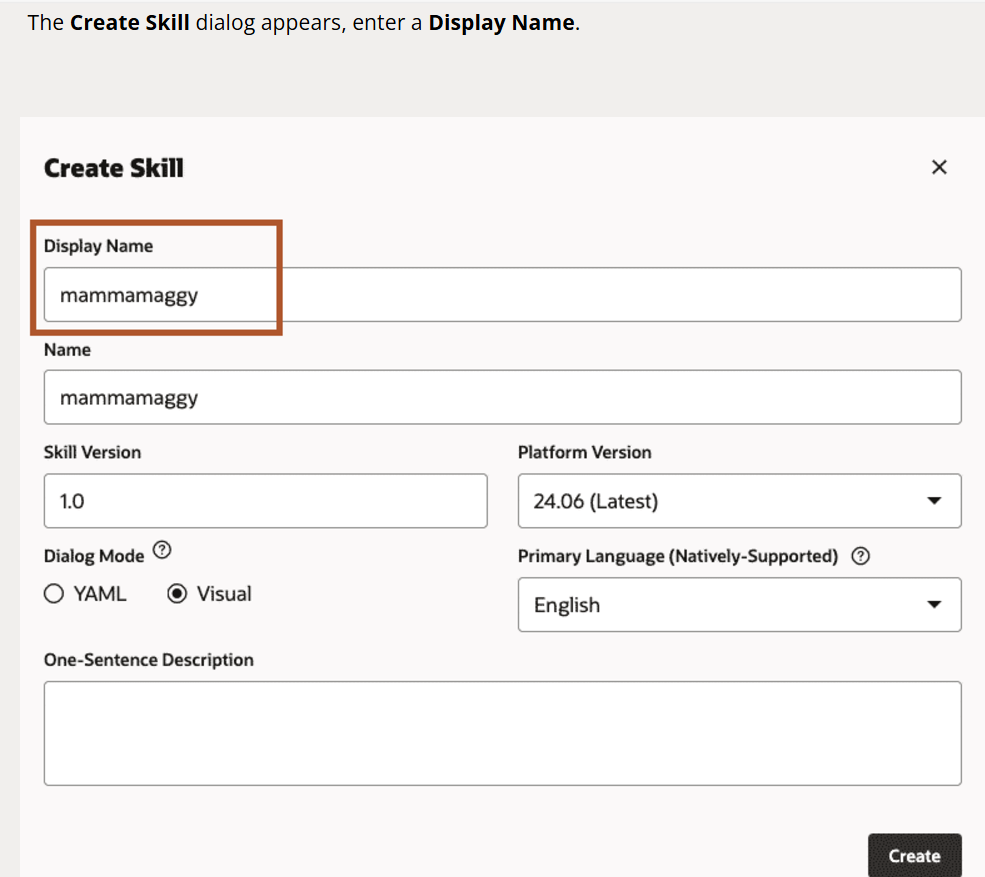 The Create Skill dialog appears, enter a Display Name.
Create Skill
Display Name
mammamaggy
Name
mammamaggy
Skill Version
Platform Version
1.0
24.06 (Latest)
Dialog Mode ?
Primary Language (Natively-Supported) ?
YAML Visual
English
One-Sentence Description
Create